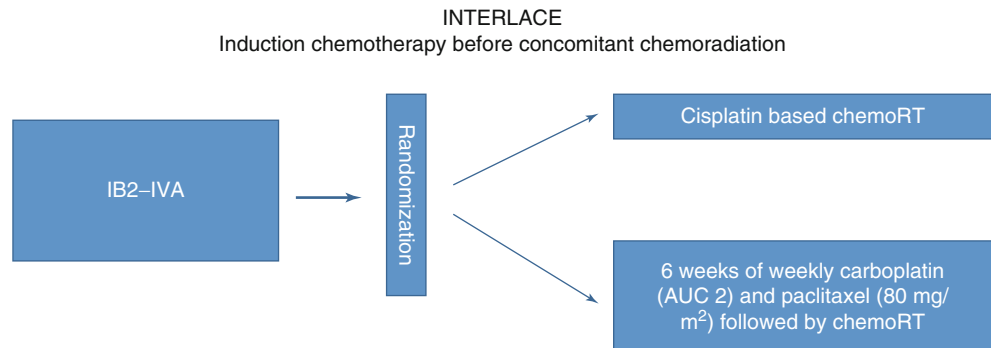 INTERLACE
Induction chemotherapy before concomitant chemoradiation
IB2–IVA
Randomization
Cisplatin based chemoRT
6 weeks of weekly carboplatin
(AUC 2) and paclitaxel (80 mg/
m²) followed by chemoRT